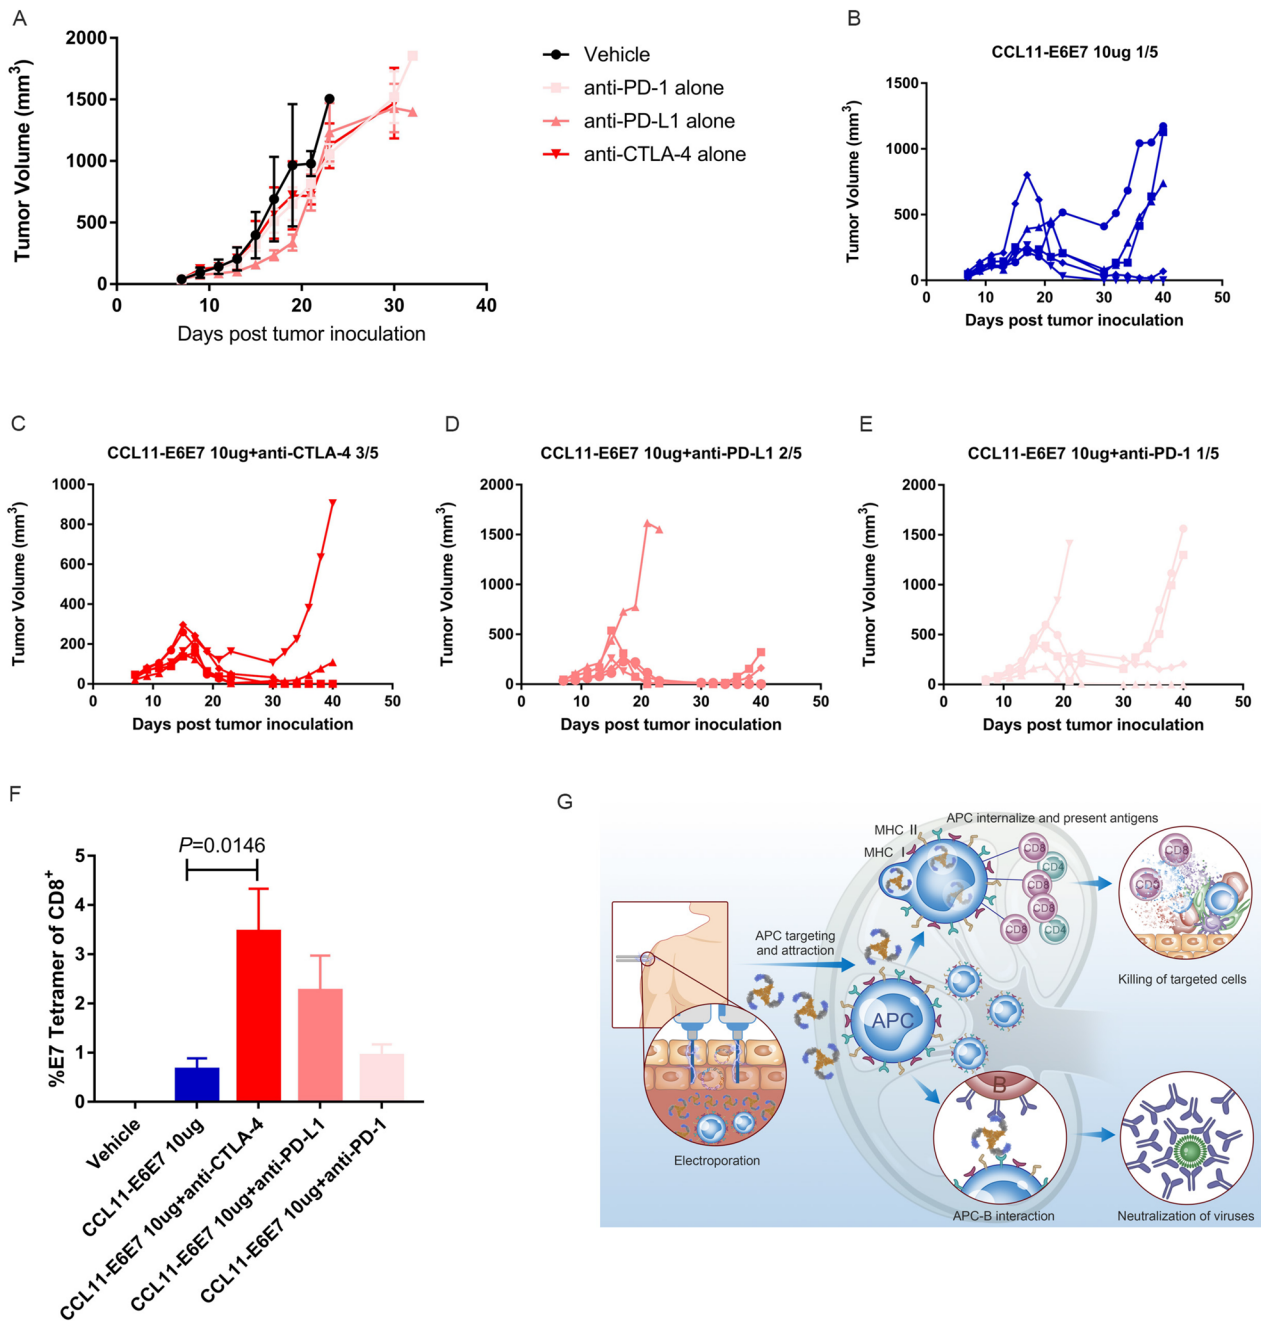 A
Tumor Volume (mm³)
2000
1500
1000
500
0
0
10
20
30
40
Days post tumor inoculation
Vehicle
anti-PD-1 alone
anti-PD-L1 alone
anti-CTLA-4 alone
B
CCL11-E6E7 10ug 1/5
Tumor Volume (mm³)
1500
1000
500
0
0
10
20
30
40
50
Days post tumor inoculation
C
CCL11-E6E7 10ug+anti-CTLA-4 3/5
Tumor Volume (mm³)
1000
800
600
400
200
0
0
10
20
30
40
50
Days post tumor inoculation
D
CCL11-E6E7 10ug+anti-PD-L1 2/5
Tumor Volume (mm³)
2000
1500
1000
500
0
0
10
20
30
40
50
Days post tumor inoculation
E
CCL11-E6E7 10ug+anti-PD-1 1/5
Tumor Volume (mm³)
2000
1500
1000
500
0
0
10
20
30
40
50
Days post tumor inoculation
F
%E7 Tetramer of CD8⁺
5
4
3
2
1
0
P=0.0146
Vehicle
CCL11-E6E7 10ug
CCL11-E6E7 10ug+anti-CTLA-4
CCL11-E6E7 10ug+anti-PD-L1
CCL11-E6E7 10ug+anti-PD-1
G
APC internalize and present antigens
MHC II
MHC I
CD8
CD4
CD8
CD8
CD8
CD4
CD8
CD8
Killing of targeted cells
APC targeting
and attraction
APC
Electroporation
B
APC-B interaction
Neutralization of viruses